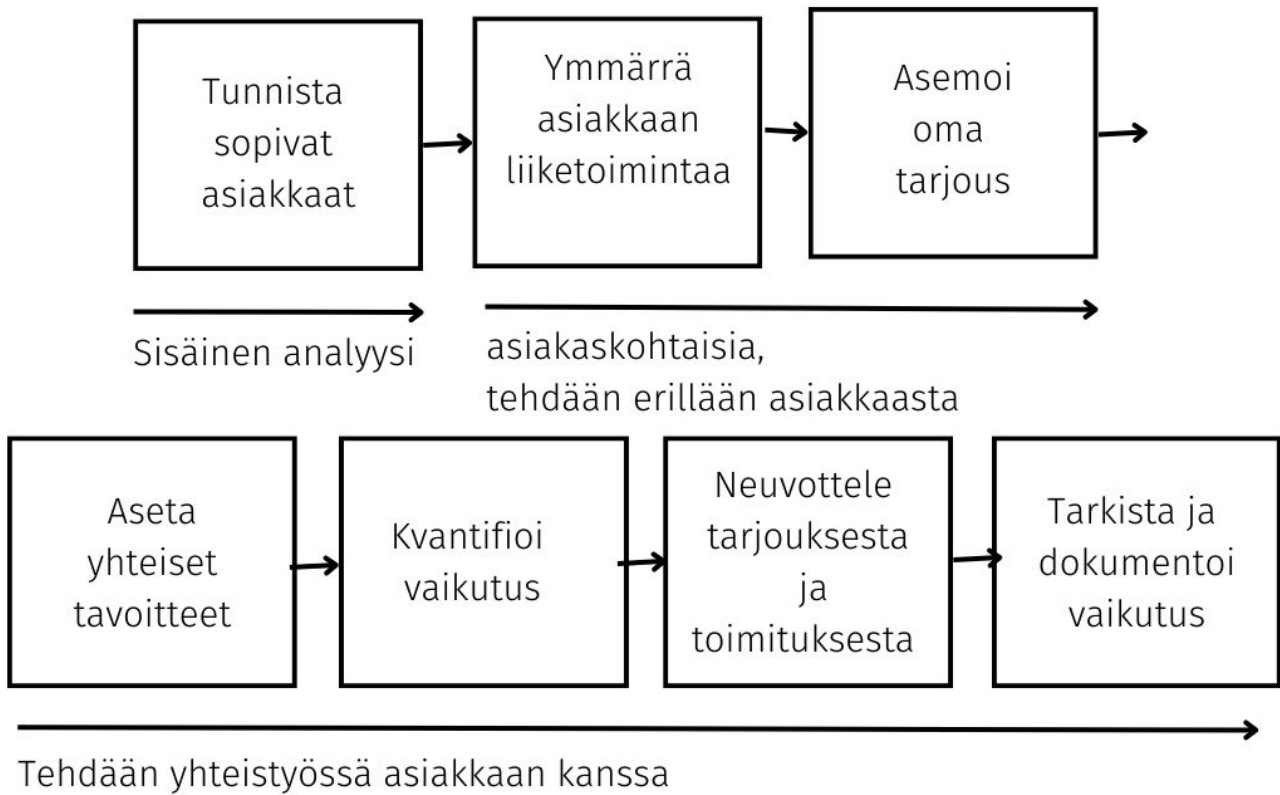 Tunnista
sopivat
asiakkaat
Ymmärrä
asiakkaan
liiketoimintaa
Asemoi
oma
tarjous
Sisäinen analyysi
asiakaskohtaisia,
tehdään erillään asiakkaasta
Aseta
yhteiset
tavoitteet
Kvantifioi
vaikutus
Neuvottele
tarjouksesta
ja
toimituksesta
Tarkista ja
dokumentoi
vaikutus
Tehdään yhteistyössä asiakkaan kanssa